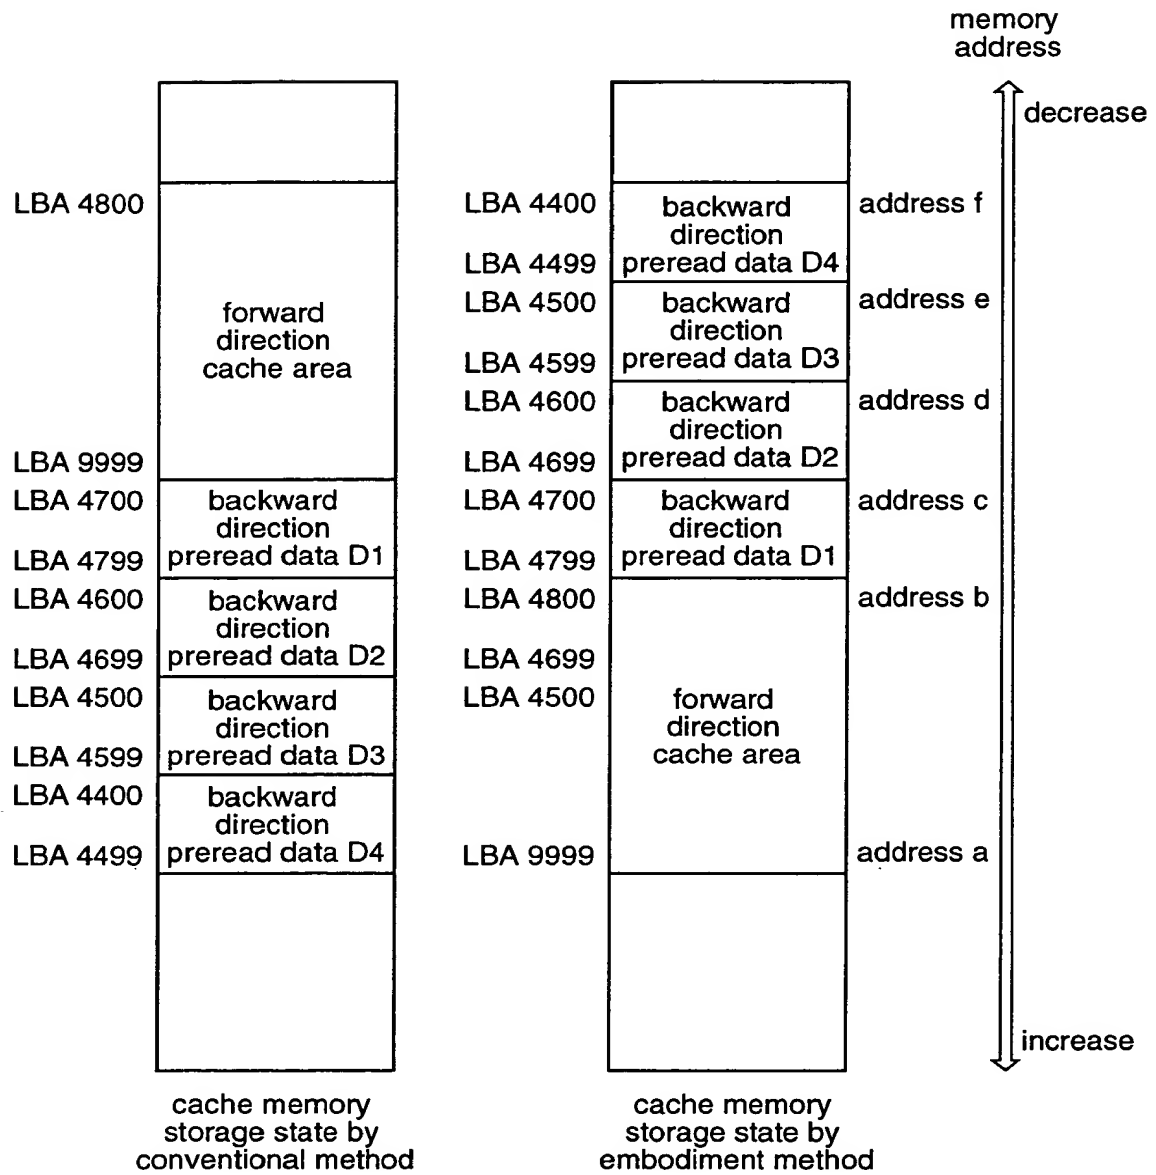 memory
address
decrease
LBA 4800
forward
direction
cache area
LBA 9999
LBA 4700
backward
direction
LBA 4799
preread data D1
LBA 4600
backward
direction
LBA 4699
preread data D2
LBA 4500
backward
direction
LBA 4599
preread data D3
LBA 4400
backward
direction
LBA 4499
preread data D4
cache memory
storage state by
conventional method
LBA 4400
backward
address f
direction
LBA 4499
preread data D4
LBA 4500
backward
address e
direction
LBA 4599
preread data D3
LBA 4600
backward
address d
direction
LBA 4699
preread data D2
LBA 4700
backward
address c
direction
LBA 4799
preread data D1
LBA 4800
address b
LBA 4699
LBA 4500
forward
direction
cache area
LBA 9999
address a
increase
cache memory
storage state by
embodiment method